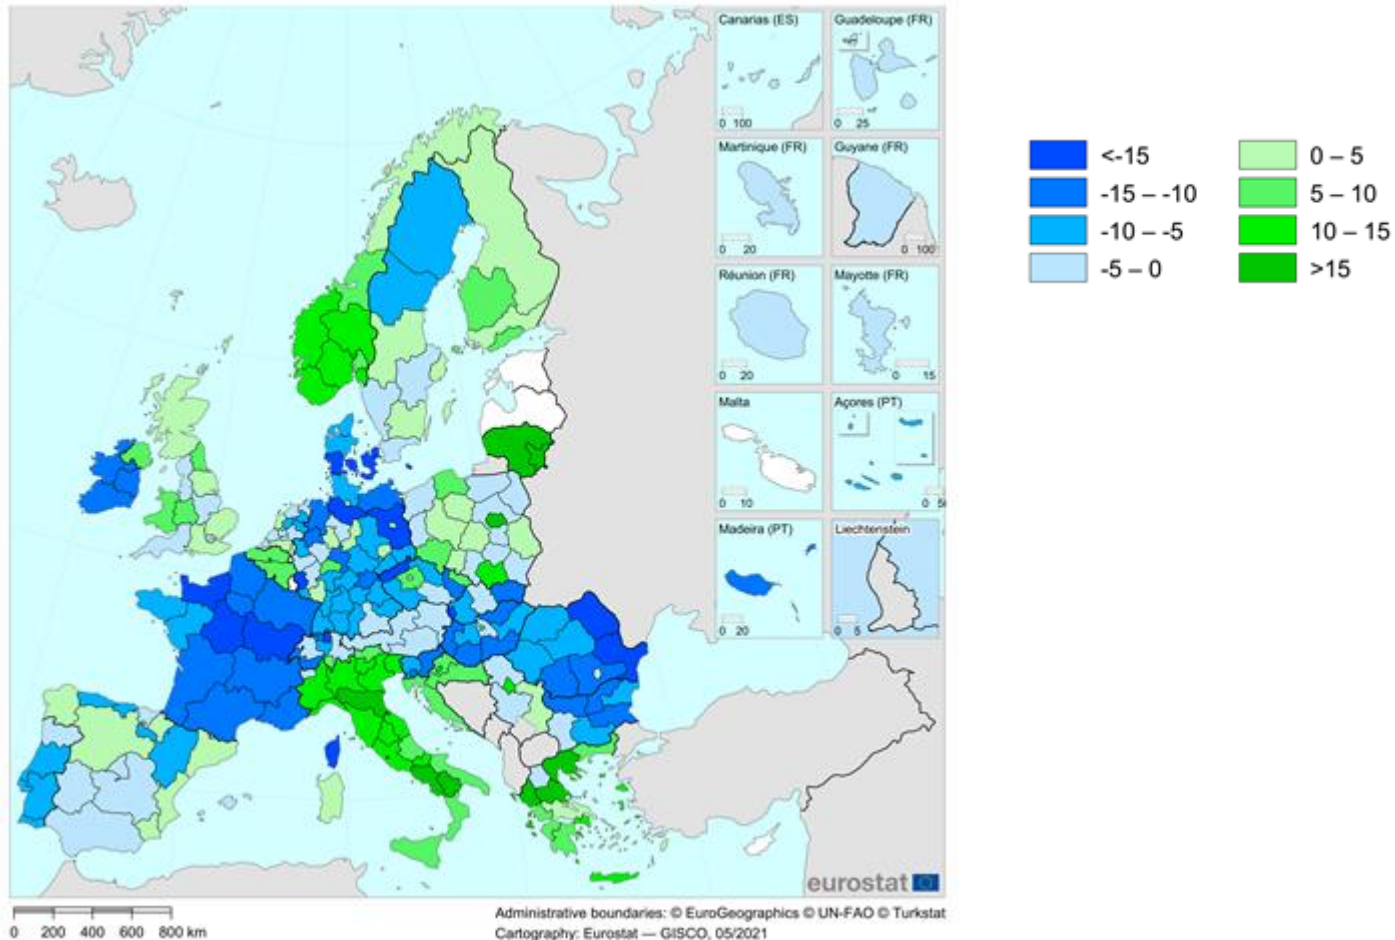 Canarias (ES)
0 100
Guadeloupe (FR)
0 25
Martinique (FR)
0 20
Guyane (FR)
0 100
Réunion (FR)
0 20
Mayotte (FR)
0 15
Malta
0 10
Açores (PT)
Madeira (PT)
0 20
Liechtenstein
0 5
<-15
-15 – -10
-10 – -5
-5 – 0
0 – 5
5 – 10
10 – 15
>15
eurostat
0 200 400 600 800 km
Administrative boundaries: © EuroGeographics © UN-FAO © Turkstat
Cartography: Eurostat — GISCO, 05/2021